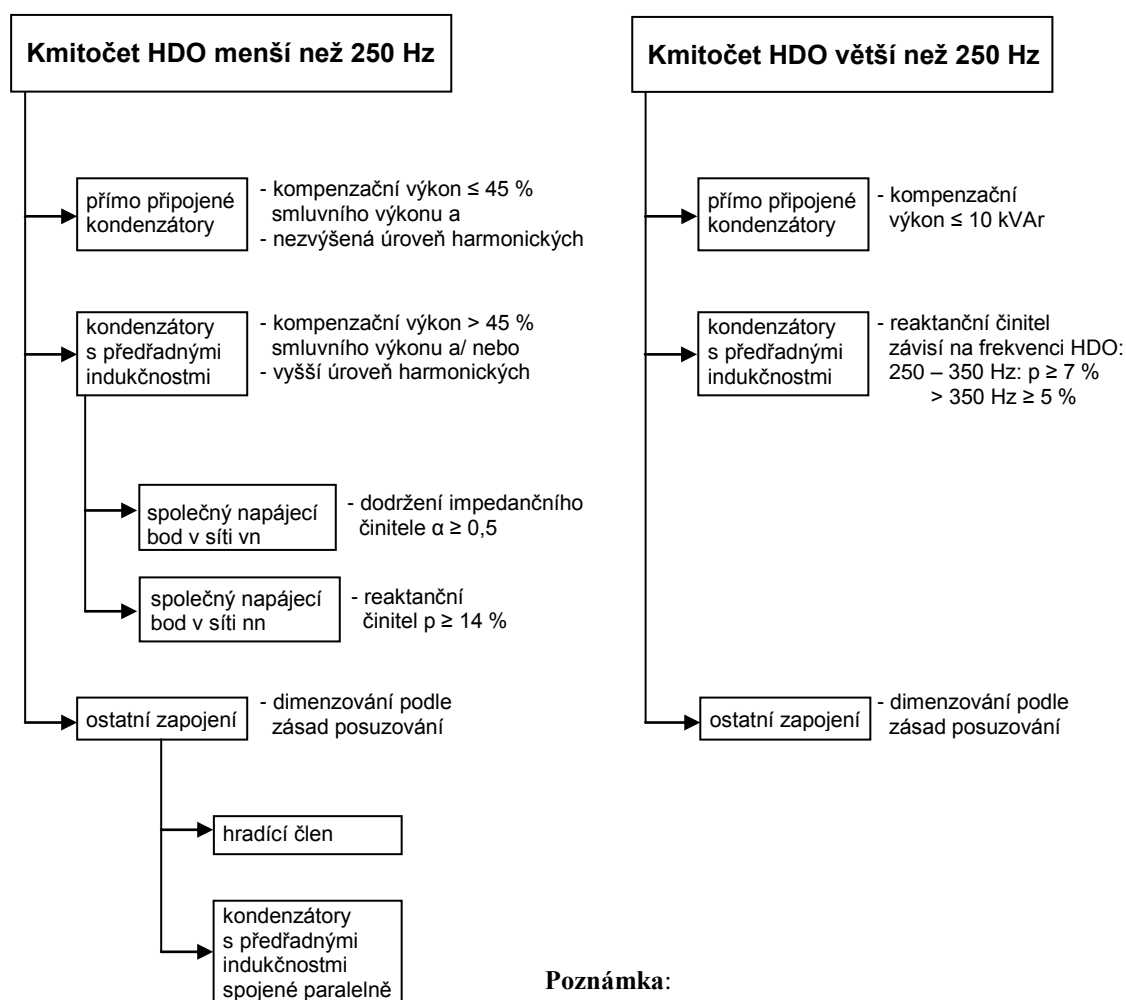 Kmitočet HDO menší než 250 Hz
přímo připojené
kondenzátory
- kompenzační výkon ≤ 45 %
smluvního výkonu a
- nezvýšená úroveň harmonických
kondenzátory
s předřadnými
indukčnostmi
- kompenzační výkon > 45 %
smluvního výkonu a/ nebo
- vyšší úroveň harmonických
společný napájecí
bod v síti vn
- dodržení impedančního
činitele α ≥ 0,5
společný napájecí
bod v síti nn
- reaktanční
činitel p ≥ 14 %
ostatní zapojení
- dimenzování podle
zásad posuzování
hradící člen
kondenzátory
s předřadnými
indukčnostmi
spojené paralelně
Kmitočet HDO větší než 250 Hz
přímo připojené
kondenzátory
- kompenzační
výkon ≤ 10 kVAr
kondenzátory
s předřadnými
indukčnostmi
- reaktanční činitel
závisí na frekvenci HDO:
250 – 350 Hz: p ≥ 7 %
> 350 Hz ≥ 5 %
ostatní zapojení
- dimenzování podle
zásad posuzování
Poznámka: